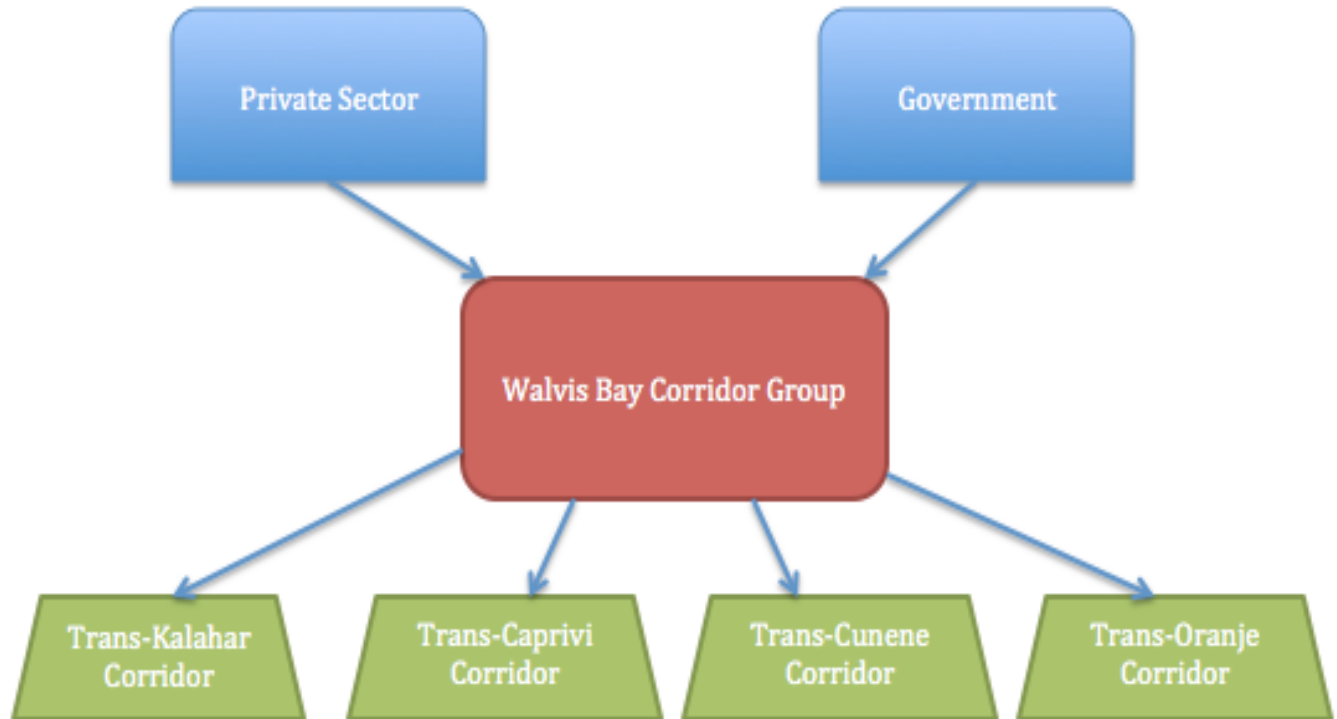 Private Sector
Government
Walvis Bay Corridor Group
Trans-Kalahar
Corridor
Trans-Caprivi
Corridor
Trans-Cunene
Corridor
Trans-Oranje
Corridor